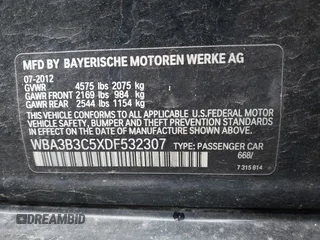 MFD BY BAYERISCHE MOTOREN WERKE AG
07-2012
GVWR 4575 lbs 2075 kg
GAWR FRONT 2169 lbs 984 kg
GAWR REAR 2544 lbs 1154 kg
THIS VEHICLE CONFORMS TO ALL APPLICABLE U.S.FEDERAL MOTOR
VEHICLE SAFETY, BUMPER AND THEFT PREVENTION STANDARDS
IN EFFECT ON THE DATE OF MANUFACTURE SHOWN ABOVE.
WBA3B3C5XDF532307 TYPE: PASSENGER CAR
668/
7 315 814
DREAMBID